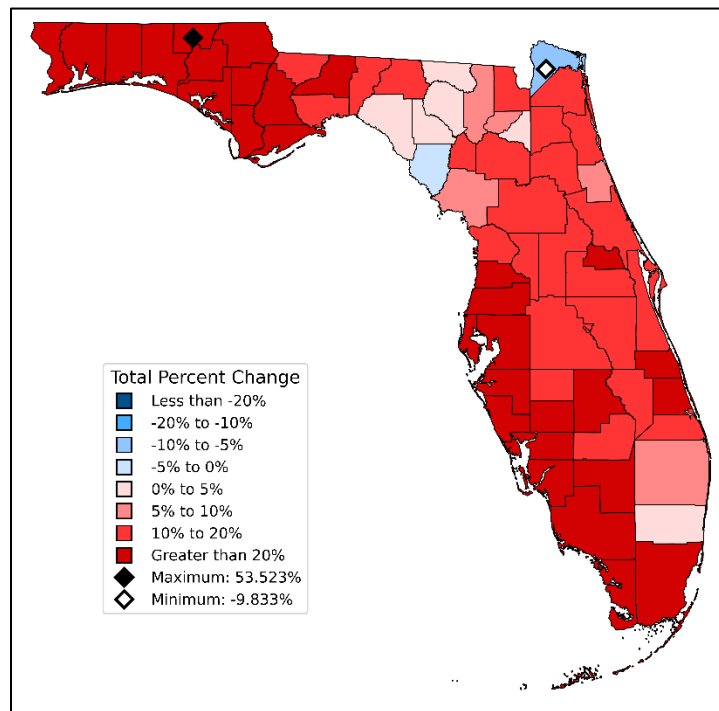 Total Percent Change
Less than -20%
-20% to -10%
-10% to -5%
-5% to 0%
0% to 5%
5% to 10%
10% to 20%
Greater than 20%
Maximum: 53.523%
Minimum: -9.833%